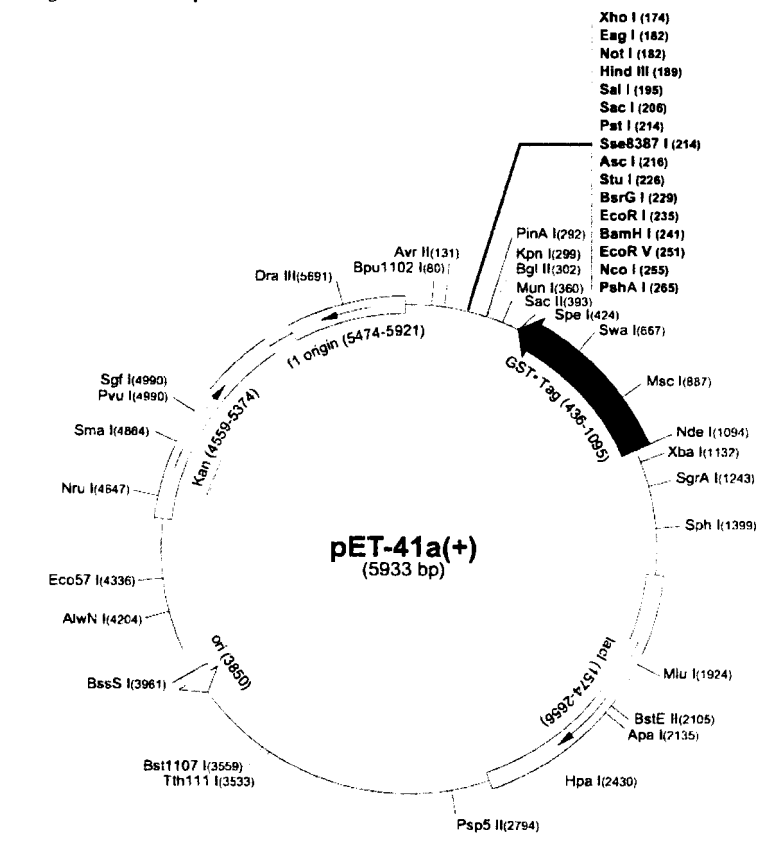 Xho I (174)
Eag I (182)
Not I (182)
Hind III (189)
Sal I (195)
Sac I (206)
Pst I (214)
Sse8387 I (214)
Asc I (216)
Stu I (226)
BsrG I (229)
EcoR I (235)
BamH I (241)
EcoR V (251)
Nco I (255)
PshA I (265)
PinA I(292)
Kpn I(299)
Bgl II(302)
Mun I(360)
Sac II(393)
Spe I(424)
Swa I(667)
Msc I(887)
Nde I(1094)
Xba I(1132)
SgrA I(1243)
Sph I(1399)
Avr II(131)
Bpu1102 I(80)
Dra III(5691)
f1 origin (5474-5921)
GST•Tag (436-1095)
Sgf I(4990)
Pvu I(4990)
Sma I(4864)
Kan (4559-5374)
Nru I(4647)
pET-41a(+)
(5933 bp)
Eco57 I(4336)
AlwN I(4204)
ori (3850)
BssS I(3961)
lacI (1574-2656)
Mlu I(1924)
BstE II(2105)
Apa I(2135)
Hpa I(2430)
Bst1107 I(3559)
Tth111 I(3533)
Psp5 II(2794)